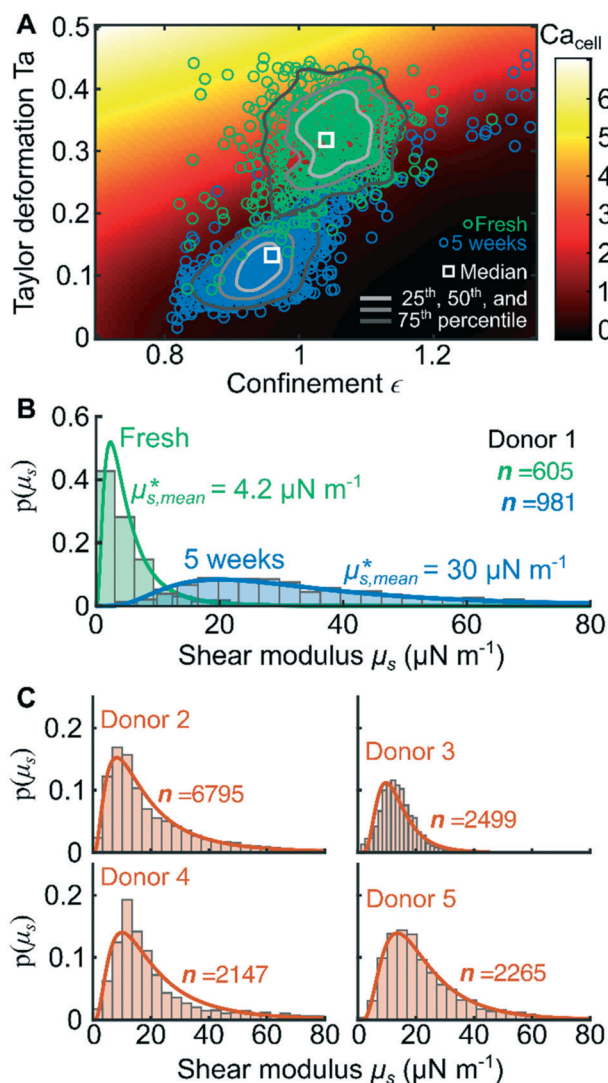 A
Taylor deformation Ta
0.5
0.4
0.3
0.2
0.1
0
0.8
1
1.2
Confinement ϵ
Fresh
5 weeks
Median
25th, 50th, and
75th percentile
Ca_cell
6
5
4
3
2
1
0
B
p(μs)
0.6
0.4
0.2
0
Fresh
μ*s,mean = 4.2 μN m-1
Donor 1
n=605
n=981
5 weeks
μ*s,mean = 30 μN m-1
0 20 40 60 80
Shear modulus μs (μN m-1)
C
p(μs)
0.2
0.1
0
Donor 2
n=6795
Donor 3
n=2499
p(μs)
0.2
0.1
0
Donor 4
n=2147
Donor 5
n=2265
0 20 40 60 80
0 20 40 60 80
Shear modulus μs (μN m-1)